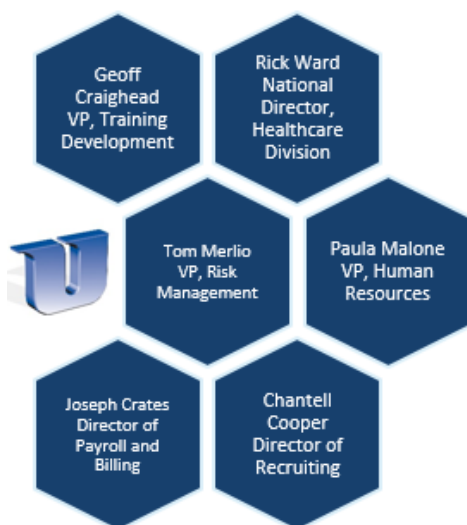 Geoff
Craighead
VP, Training
Development
Rick Ward
National
Director,
Healthcare
Division
U
Tom Merlio
VP, Risk
Management
Paula Malone
VP, Human
Resources
Joseph Crates
Director of
Payroll and
Billing
Chantell
Cooper
Director of
Recruiting